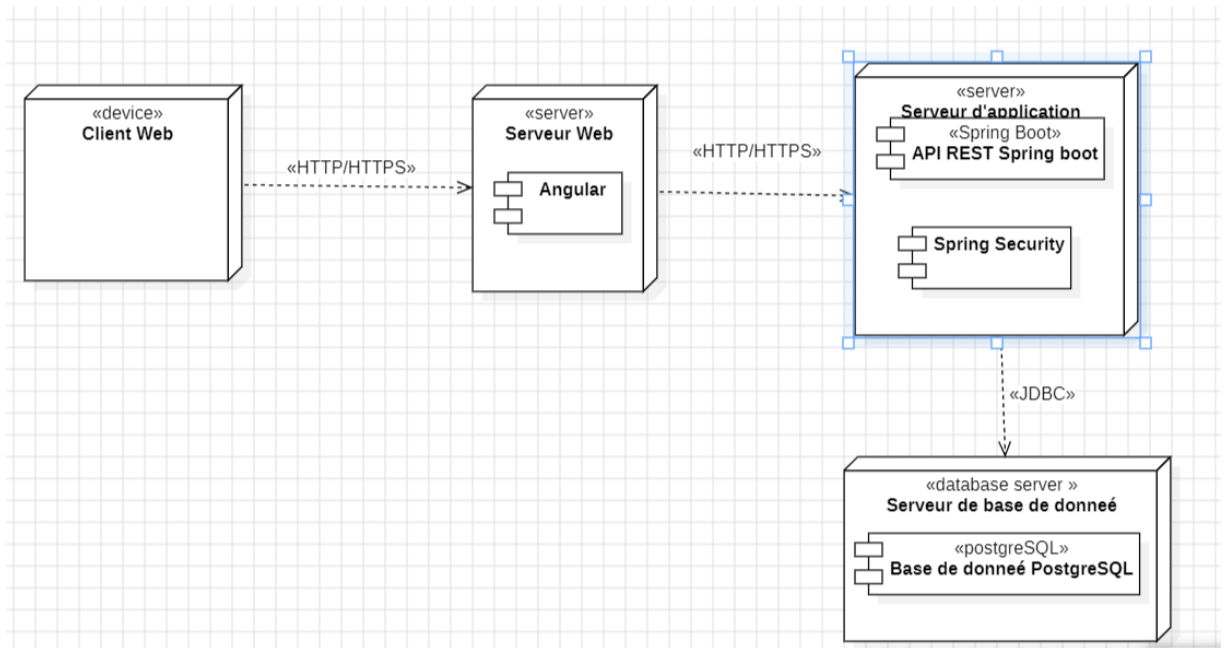 «device»
Client Web
«HTTP/HTTPS»
«server»
Serveur Web
Angular
«HTTP/HTTPS»
«server»
Serveur d'application
«Spring Boot»
API REST Spring boot
Spring Security
«JDBC»
«database server »
Serveur de base de donneé
«postgreSQL»
Base de donneé PostgreSQL